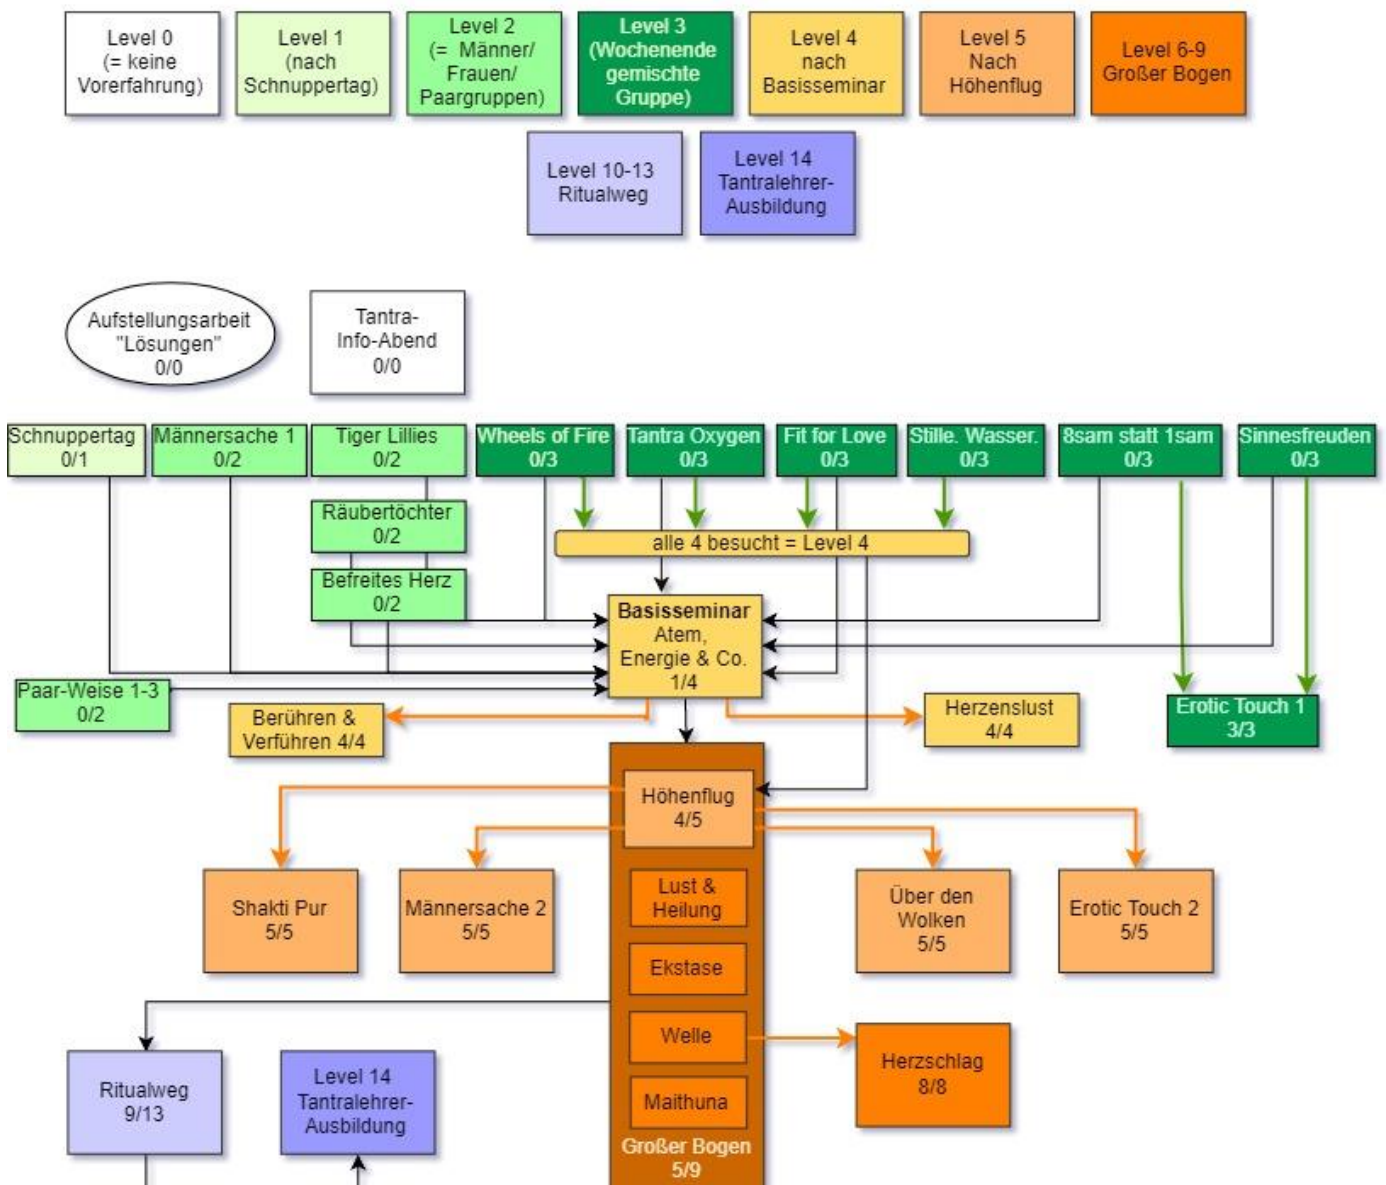 Level 0
(= keine
Vorerfahrung)
Level 1
(nach
Schnuppertag)
Level 2
(= Männer/
Frauen/
Paargruppen)
Level 3
(Wochenende
gemischte
Gruppe)
Level 4
nach
Basisseminar
Level 5
Nach
Höhenflug
Level 6-9
Großer Bogen
Level 10-13
Ritualweg
Level 14
Tantralehrer-
Ausbildung
Aufstellungsarbeit
"Lösungen"
0/0
Tantra-
Info-Abend
0/0
Schnuppertag
0/1
Männersache 1
0/2
Tiger Lillies
0/2
Wheels of Fire
0/3
Tantra Oxygen
0/3
Fit for Love
0/3
Stille. Wasser.
0/3
8sam statt 1sam
0/3
Sinnesfreuden
0/3
Räubertöchter
0/2
alle 4 besucht = Level 4
Befreites Herz
0/2
Basisseminar
Atem,
Energie & Co.
1/4
Paar-Weise 1-3
0/2
Berühren &
Verführen 4/4
Herzenslust
4/4
Erotic Touch 1
3/3
Höhenflug
4/5
Shakti Pur
5/5
Männersache 2
5/5
Lust &
Heilung
Über den
Wolken
5/5
Erotic Touch 2
5/5
Ekstase
Welle
Herzschlag
8/8
Ritualweg
9/13
Level 14
Tantralehrer-
Ausbildung
Maithuna
Großer Bogen
5/9